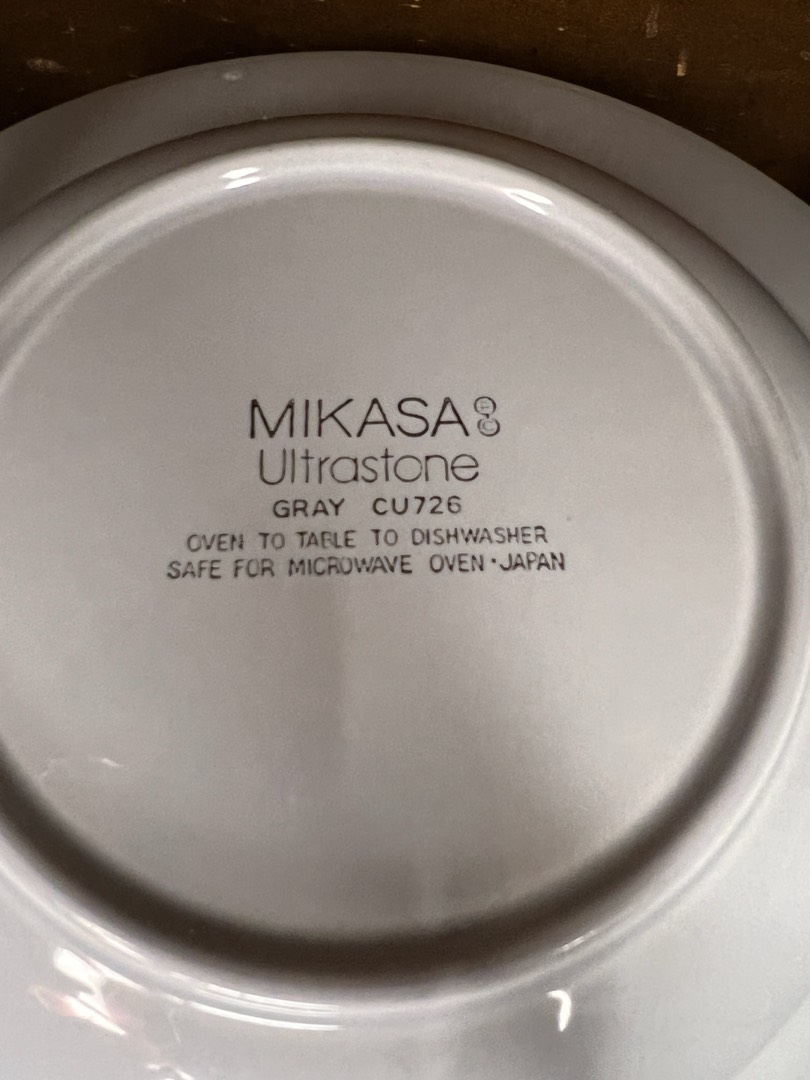 MIKASA ®©
Ultrastone
GRAY CU726
OVEN TO TABLE TO DISHWASHER
SAFE FOR MICROWAVE OVEN·JAPAN